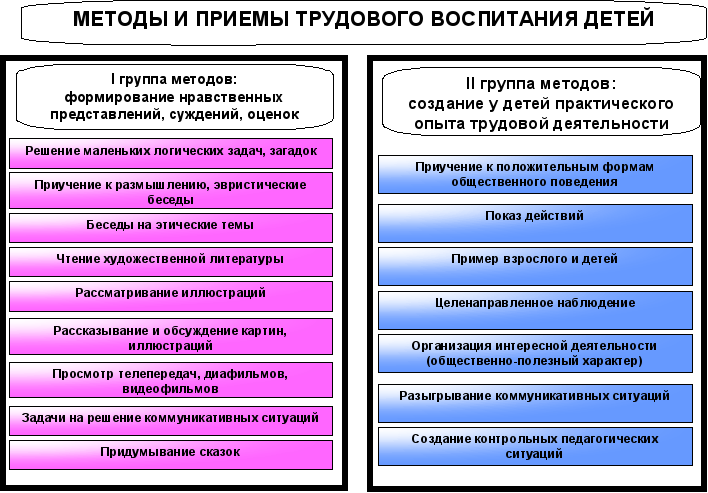 МЕТОДЫ И ПРИЕМЫ ТРУДОВОГО ВОСПИТАНИЯ ДЕТЕЙ
I группа методов:
формирование нравственных
представлений, суждений, оценок
Решение маленьких логических задач, загадок
Приучение к размышлению, эвристические
беседы
Беседы на этические темы
Чтение художественной литературы
Рассматривание иллюстраций
Рассказывание и обсуждение картин,
иллюстраций
Просмотр телепередач, диафильмов,
видеофильмов
Задачи на решение коммуникативных ситуаций
Придумывание сказок
II группа методов:
создание у детей практического
опыта трудовой деятельности
Приучение к положительным формам
общественного поведения
Показ действий
Пример взрослого и детей
Целенаправленное наблюдение
Организация интересной деятельности
(общественно-полезный характер)
Разыгрывание коммуникативных ситуаций
Создание контрольных педагогических
ситуаций